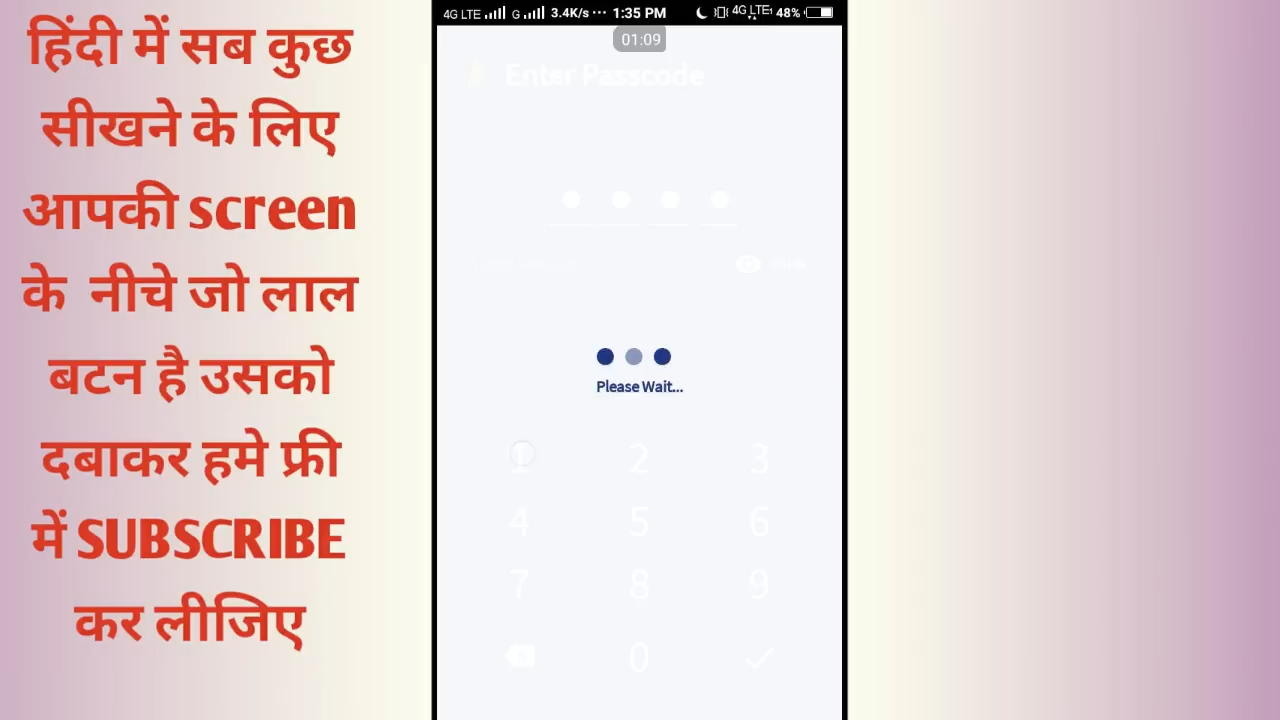 हिंदी में सब कुछ
सीखने के लिए
आपकी screen
के नीचे जो लाल
बटन है उसको
दबाकर हमे फ्री
में SUBSCRIBE
कर लीजिए
4G LTE G 3.4K/s ··· 1:35 PM 4G LTE 48%
01:09
Enter Passcode
Please Wait...
1 2 3
4 5 6
7 8 9
0